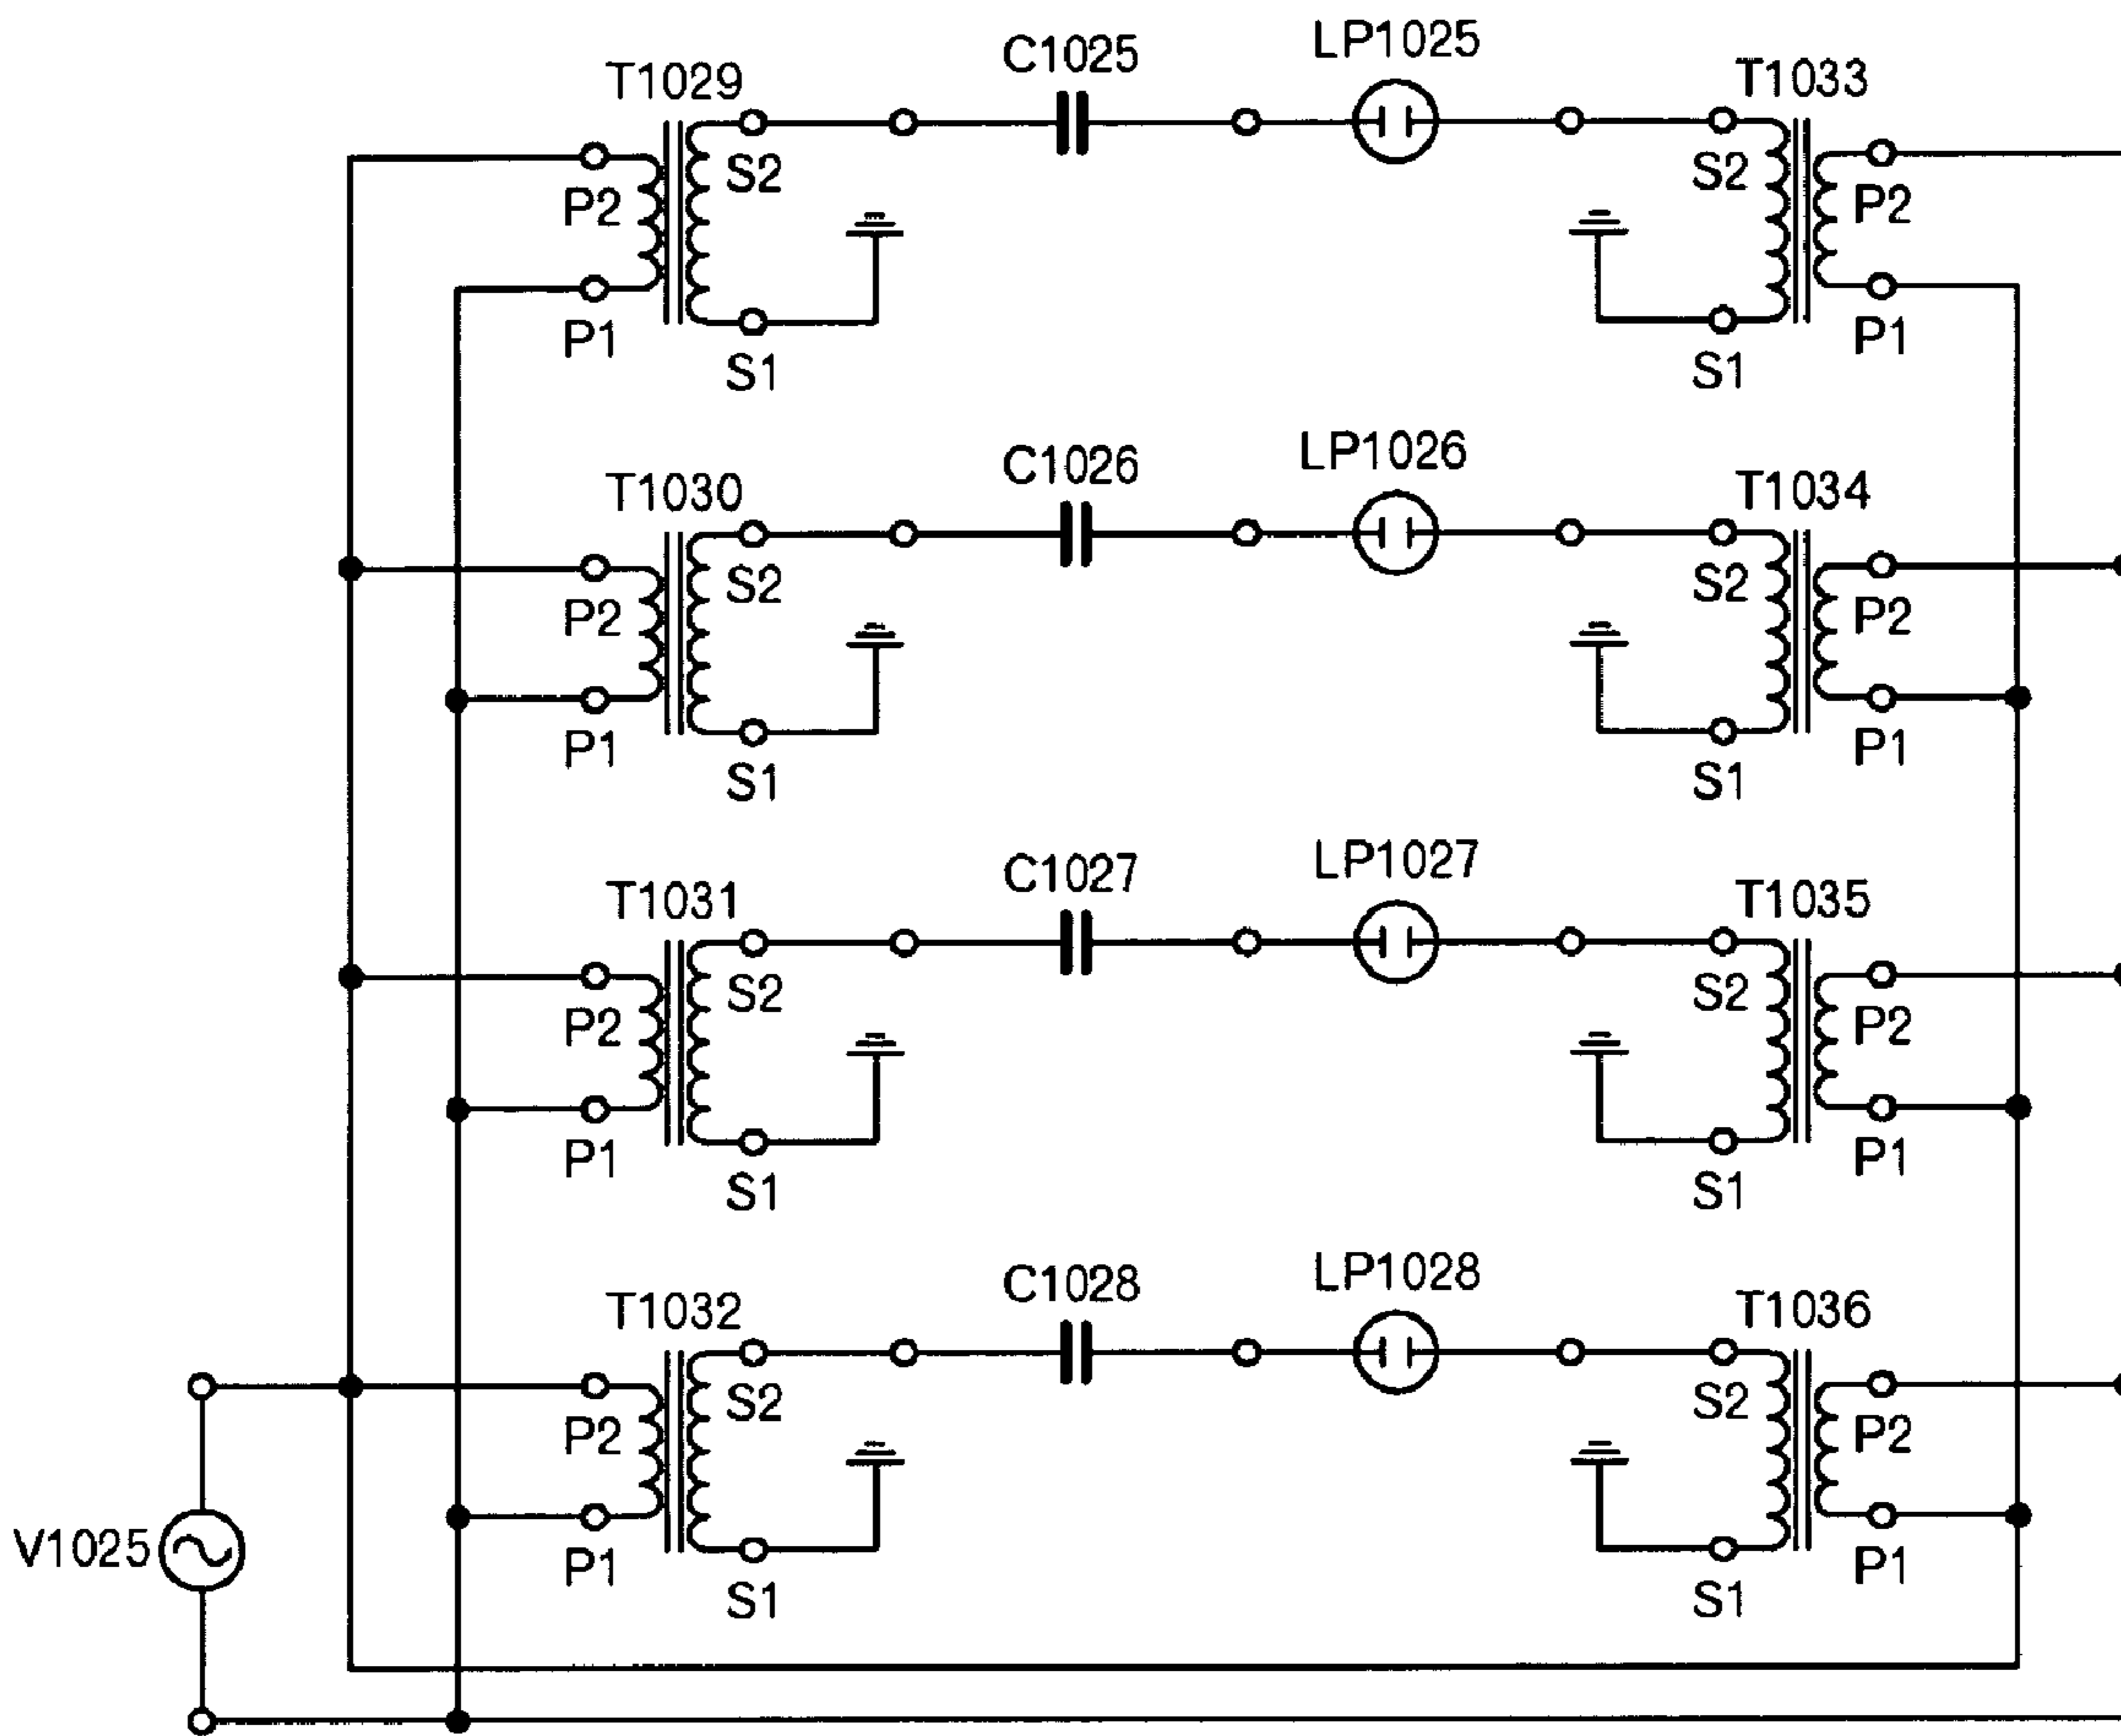 C1025
LP1025
T1029
T1033
S2
S2
P2
P2
P1
P1
S1
S1
C1026
LP1026
T1030
T1034
S2
S2
P2
P2
P1
P1
S1
S1
C1027
LP1027
T1031
T1035
S2
S2
P2
P2
P1
P1
S1
S1
C1028
LP1028
T1032
T1036
S2
S2
P2
P2
V1025
P1
P1
S1
S1